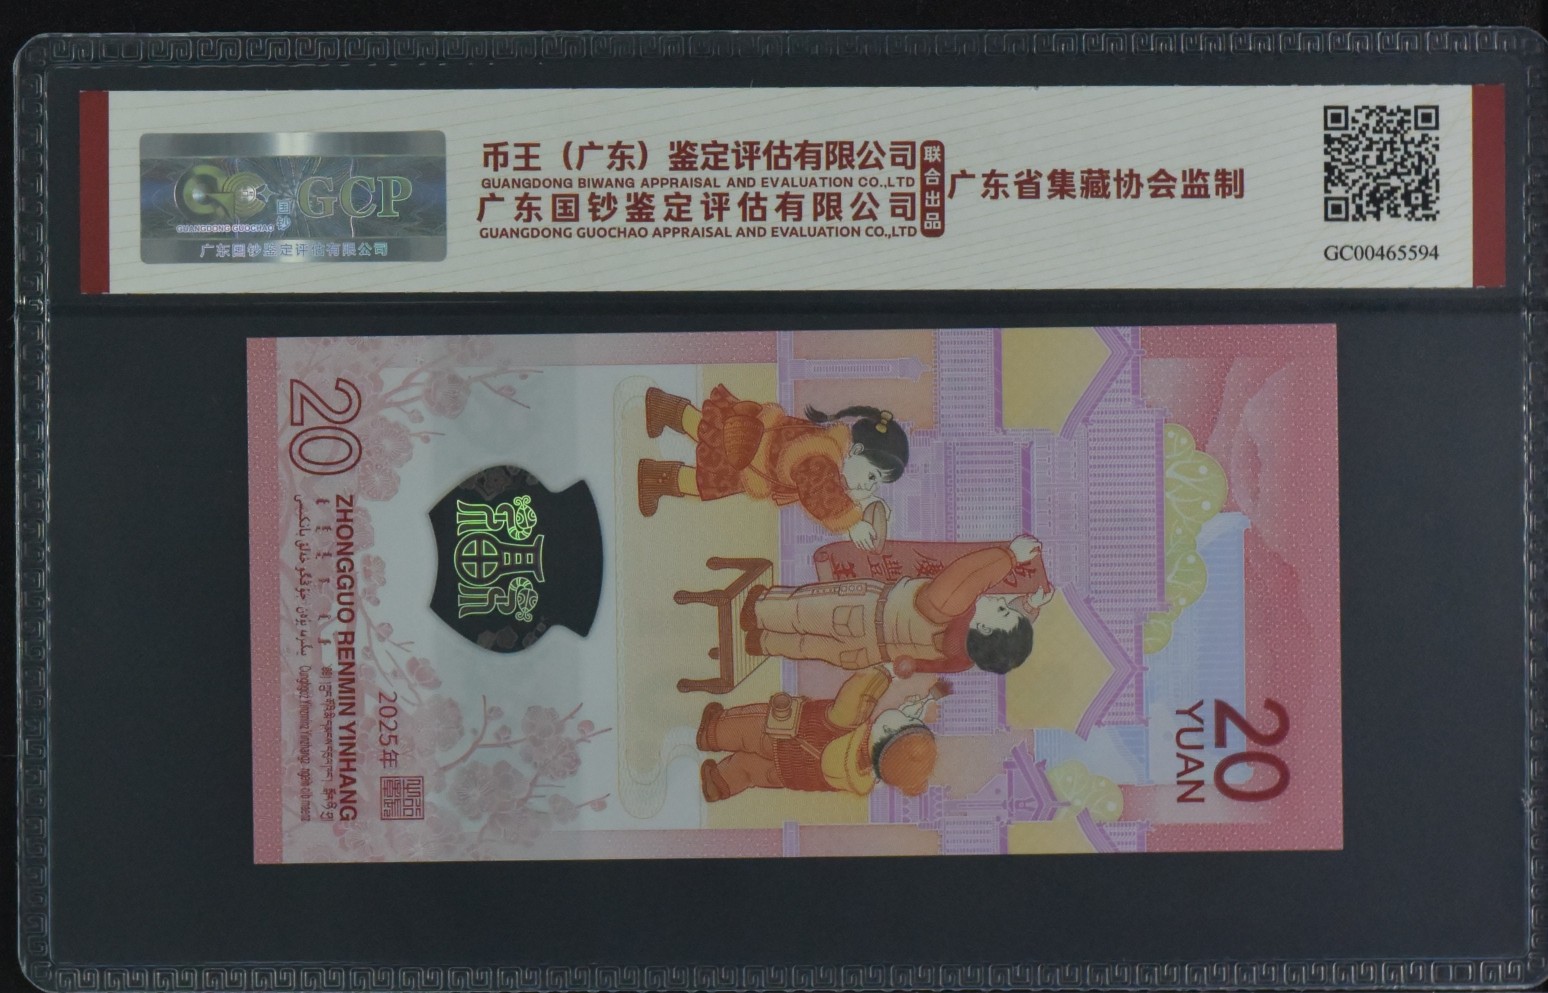 GCP
国钞
GUANGDONG GUOCHAO
广东国钞鉴定评估有限公司
币王（广东）鉴定评估有限公司
GUANGDONG BIWANG APPRAISAL AND EVALUATION CO.,LTD
广东国钞鉴定评估有限公司
GUANGDONG GUOCHAO APPRAISAL AND EVALUATION CO.,LTD
联合出品
广东省集藏协会监制
GC00465594
20
ZHONGGUO RENMIN YINHANG
2025年
20
YUAN